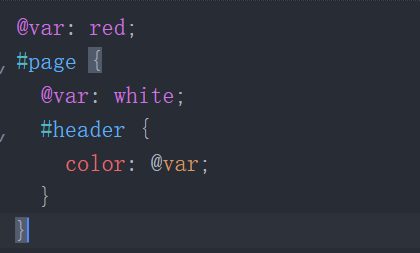 @var: red;
#page {
  @var: white;
  #header {
    color: @var;
  }
}